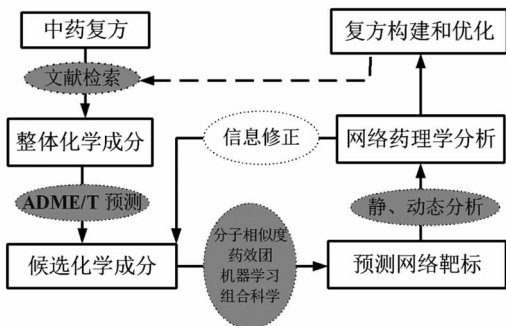 中药复方
复方构建和优化
文献检索
整体化学成分
信息修正
网络药理学分析
ADME/T 预测
静、动态分析
候选化学成分
分子相似度
药效团
机器学习
组合科学
预测网络靶标